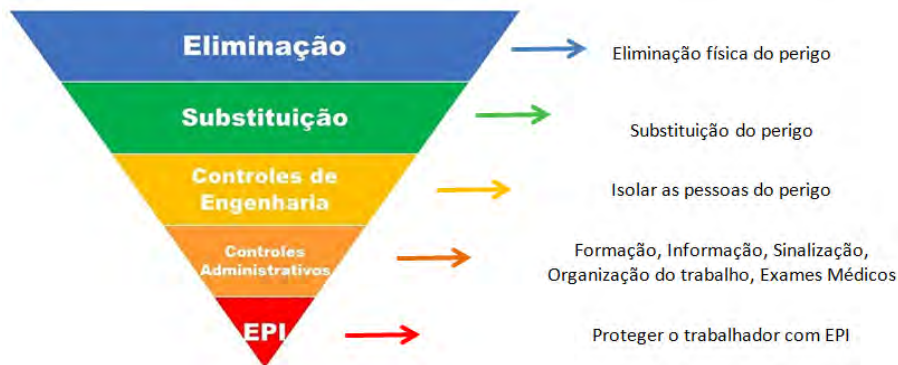 Eliminação
Eliminação física do perigo
Substituição
Substituição do perigo
Controles de
Engenharia
Isolar as pessoas do perigo
Controles
Administrativos
Formação, Informação, Sinalização,
Organização do trabalho, Exames Médicos
EPI
Proteger o trabalhador com EPI